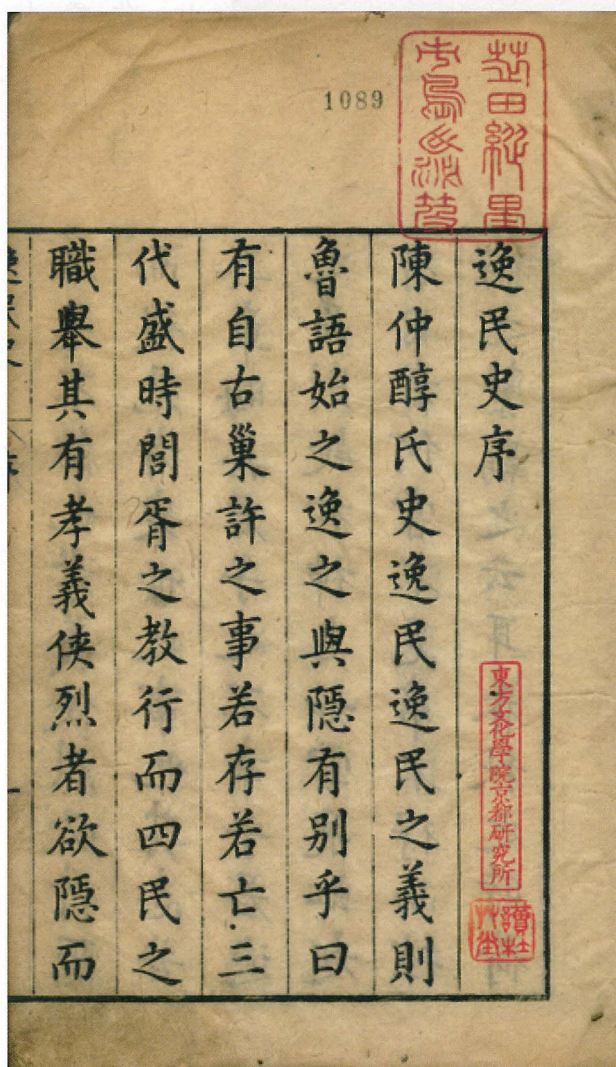 1089
逸民史序
陳仲醇氏史逸民逸民之義則
魯語始之逸之與隱有別乎曰
有自古巢許之事若存若亡三
代盛時閭胥之教行而四民之
職舉其有孝義俠烈者欲隱而
東方文化學院京都研究所
讀杜艸堂